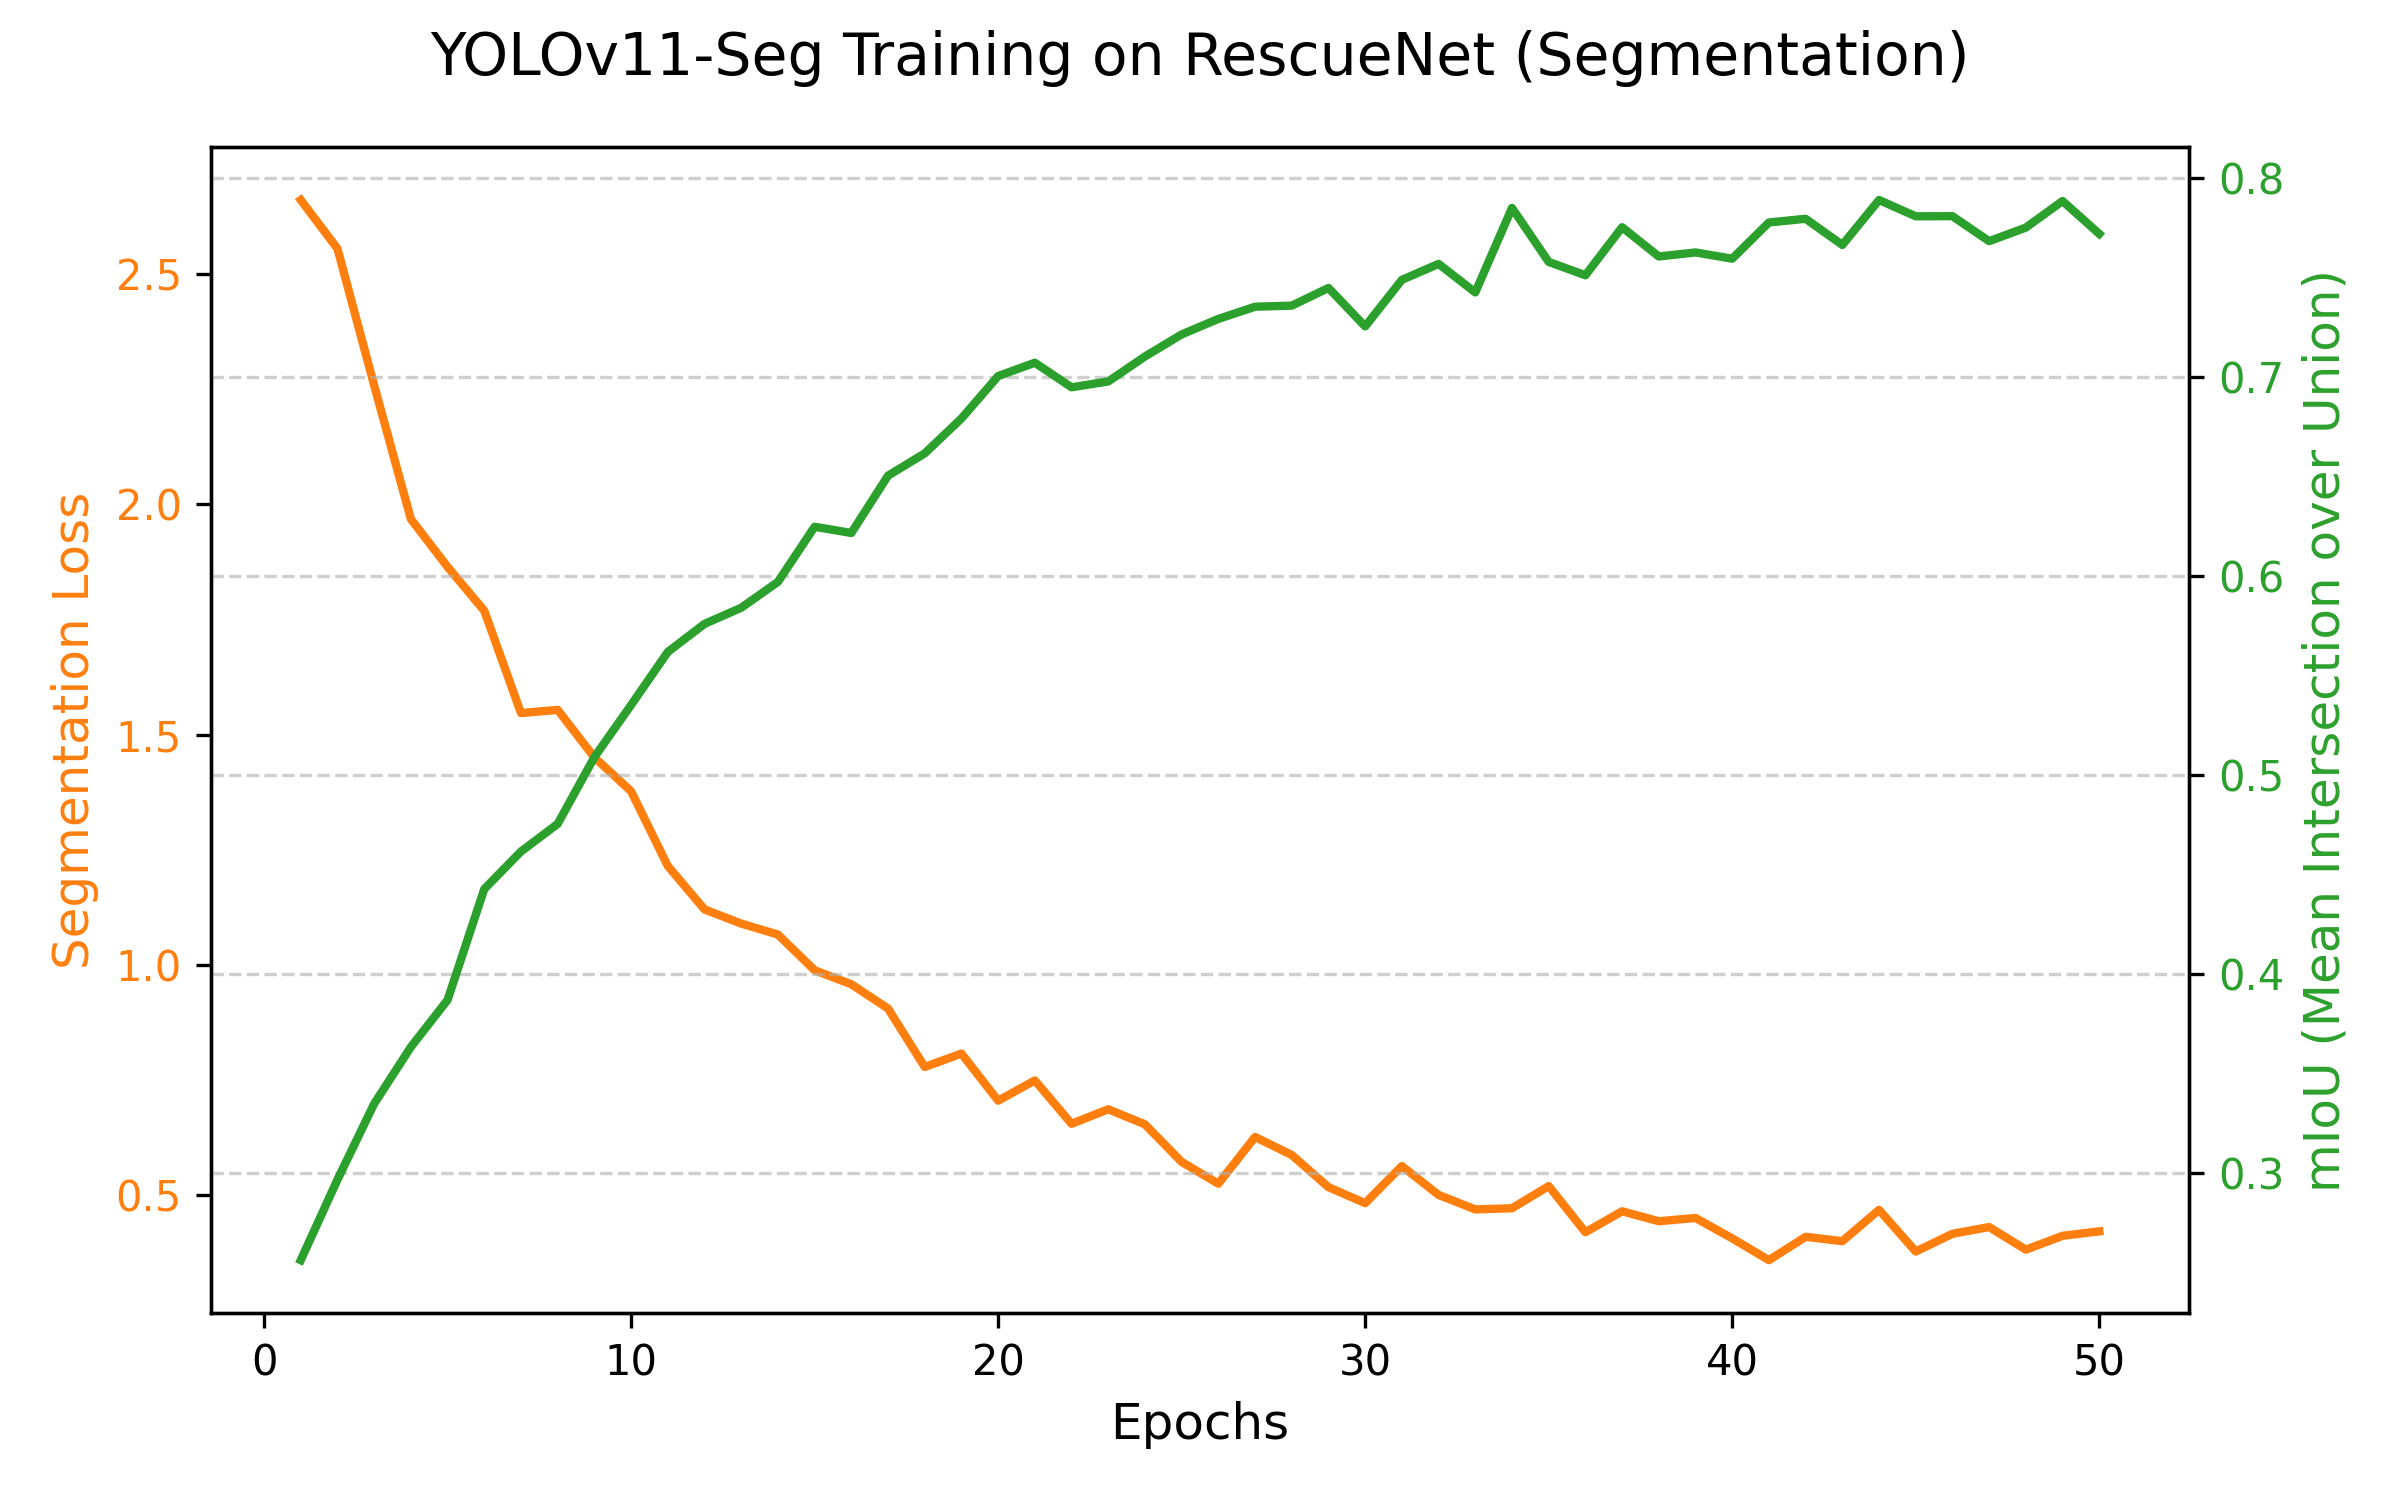 YOLOv11-Seg Training on RescueNet (Segmentation)
Segmentation Loss
2.5
2.0
1.5
1.0
0.5
0.8
0.7
0.6
0.5
0.4
0.3
mIoU (Mean Intersection over Union)
0 10 20 30 40 50
Epochs